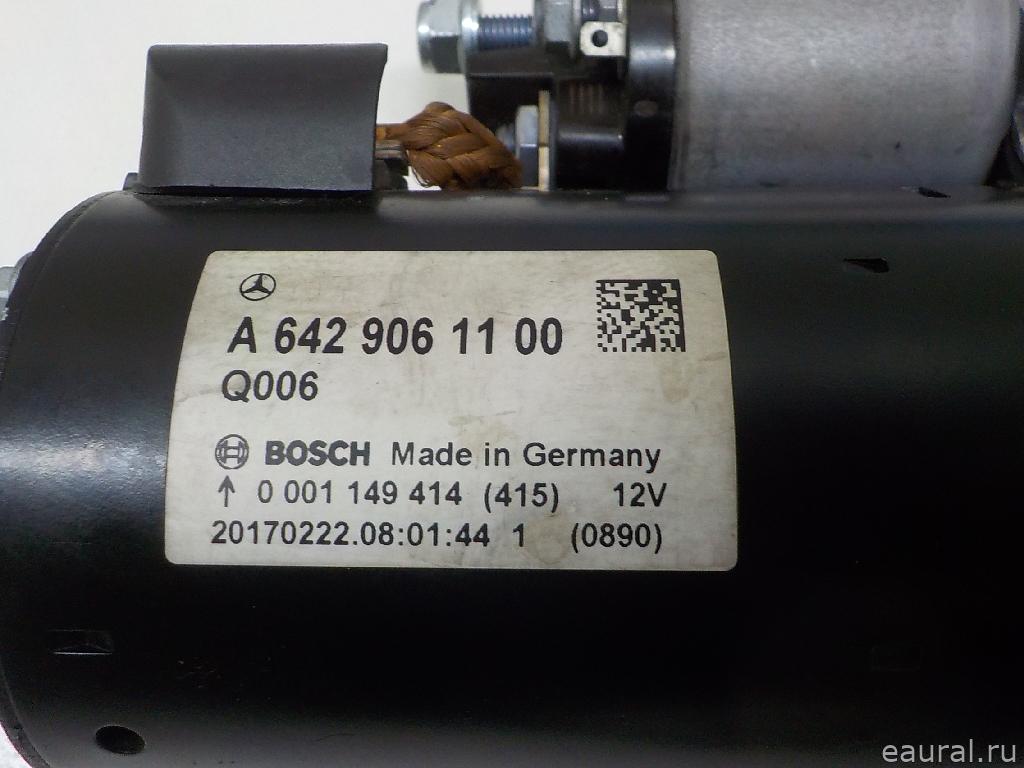 A 642 906 11 00
Q006
BOSCH Made in Germany
↑ 0 001 149 414 (415) 12V
20170222.08:01:44 1 (0890)
eaural.ru